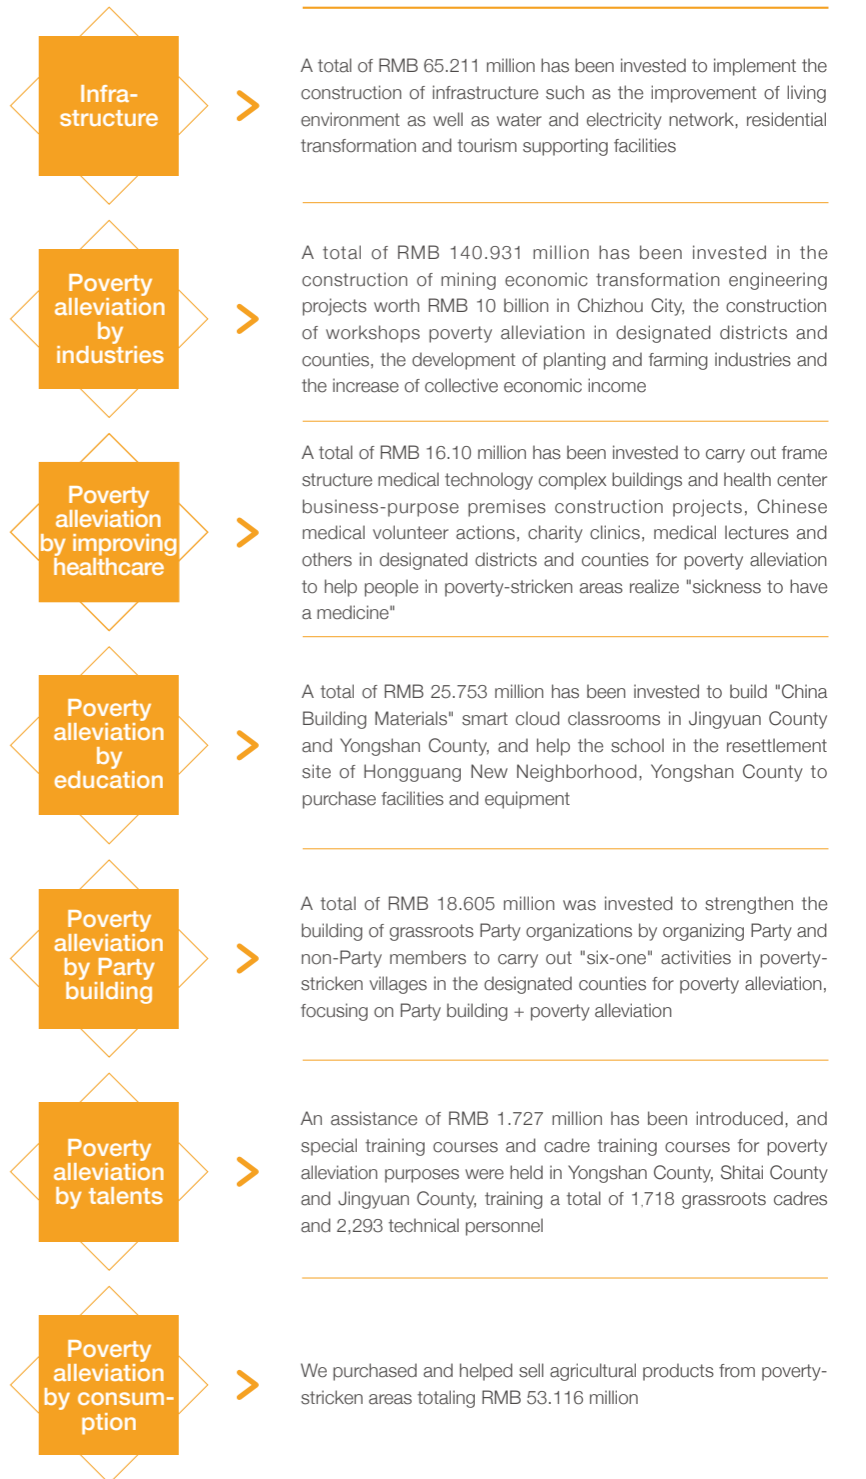 Infra-
structure
A total of RMB 65.211 million has been invested to implement the
construction of infrastructure such as the improvement of living
environment as well as water and electricity network, residential
transformation and tourism supporting facilities
Poverty
alleviation
by
industries
A total of RMB 140.931 million has been invested in the
construction of mining economic transformation engineering
projects worth RMB 10 billion in Chizhou City, the construction
of workshops poverty alleviation in designated districts and
counties, the development of planting and farming industries and
the increase of collective economic income
Poverty
alleviation
by improving
healthcare
A total of RMB 16.10 million has been invested to carry out frame
structure medical technology complex buildings and health center
business-purpose premises construction projects, Chinese
medical volunteer actions, charity clinics, medical lectures and
others in designated districts and counties for poverty alleviation
to help people in poverty-stricken areas realize "sickness to have
a medicine"
Poverty
alleviation
by
education
A total of RMB 25.753 million has been invested to build "China
Building Materials" smart cloud classrooms in Jingyuan County
and Yongshan County, and help the school in the resettlement
site of Hongguang New Neighborhood, Yongshan County to
purchase facilities and equipment
Poverty
alleviation
by Party
building
A total of RMB 18.605 million was invested to strengthen the
building of grassroots Party organizations by organizing Party and
non-Party members to carry out "six-one" activities in poverty-
stricken villages in the designated counties for poverty alleviation,
focusing on Party building + poverty alleviation
Poverty
alleviation
by talents
An assistance of RMB 1.727 million has been introduced, and
special training courses and cadre training courses for poverty
alleviation purposes were held in Yongshan County, Shitai County
and Jingyuan County, training a total of 1,718 grassroots cadres
and 2,293 technical personnel
Poverty
alleviation
by consum-
ption
We purchased and helped sell agricultural products from poverty-
stricken areas totaling RMB 53.116 million